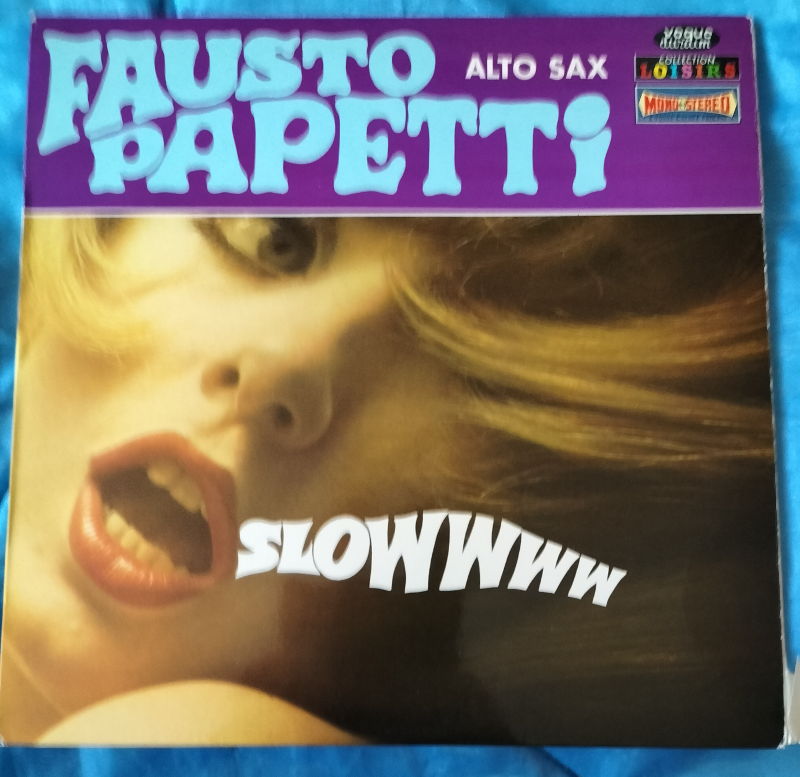 FAUSTO
PAPETTi
ALTO SAX
vogue
COLLECTION
LOISIRS
MONO-STEREO
SLOWWWW